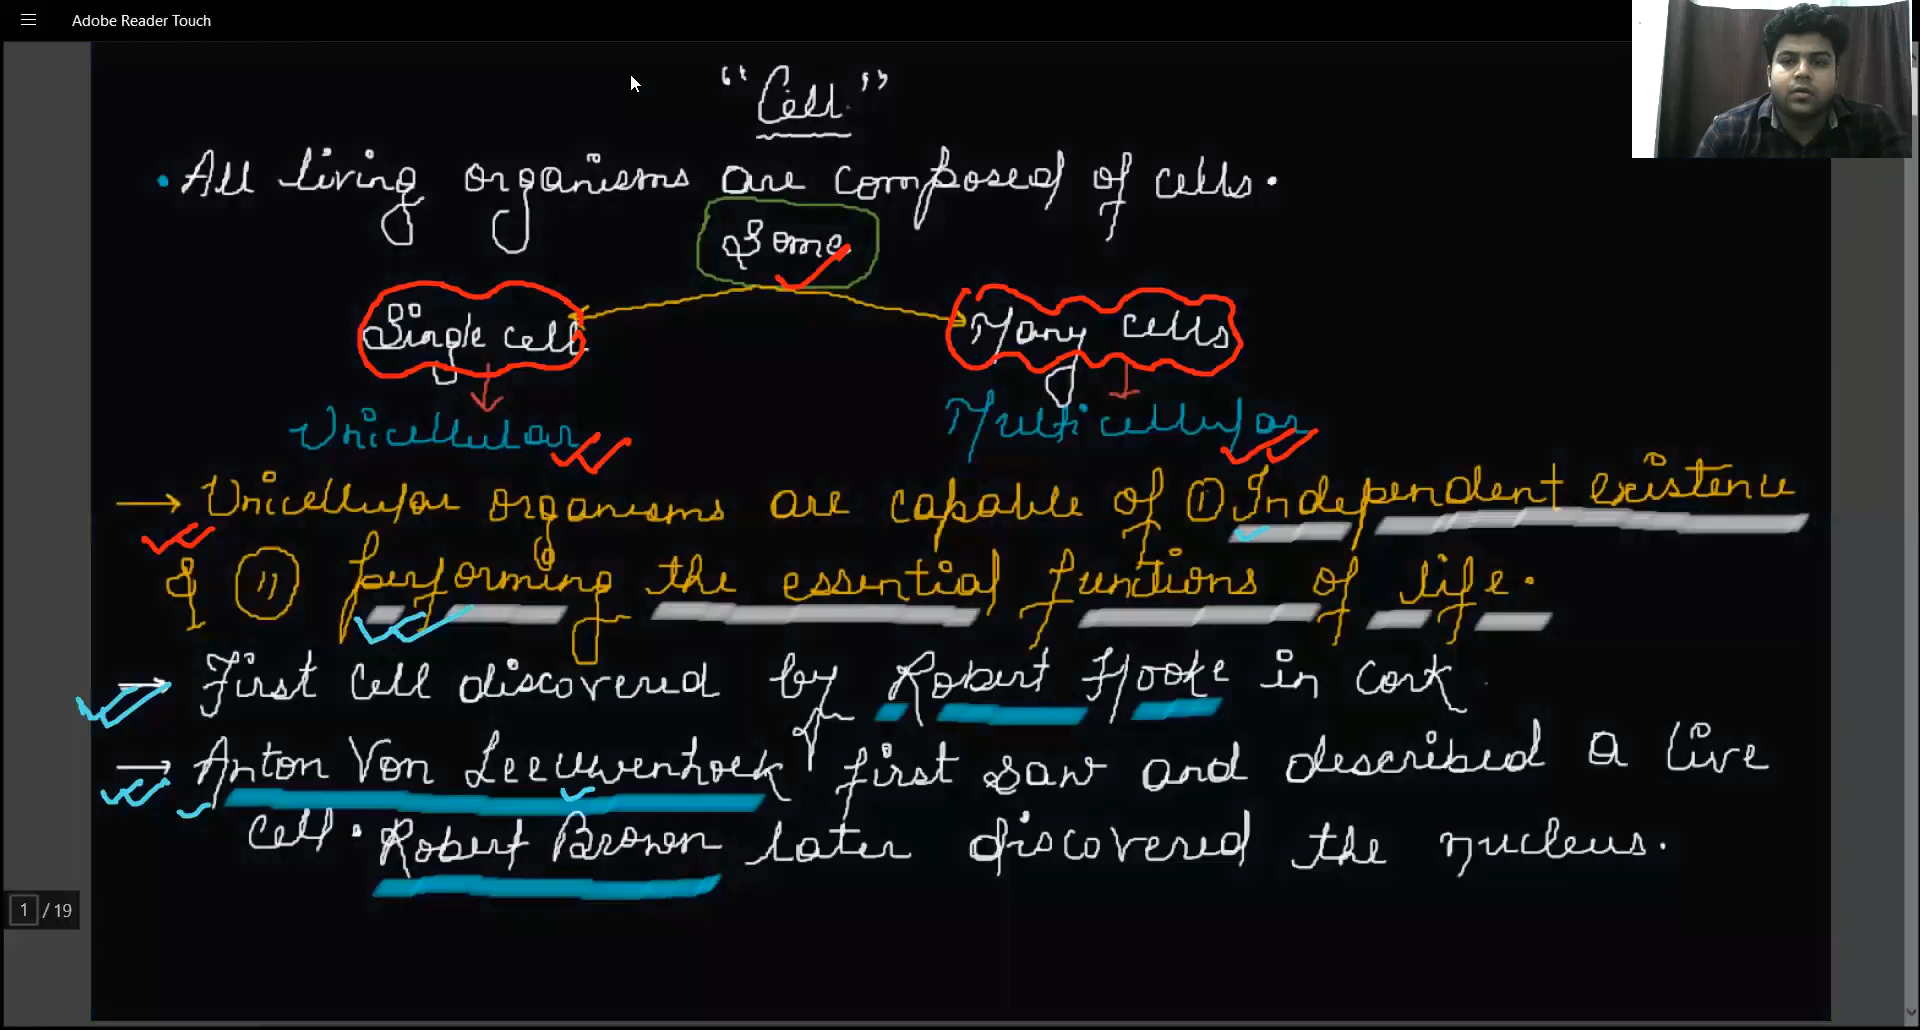 Adobe Reader Touch
"Cell"
• All living organisms are composed of cells.
Some
Single cell Many cells
Unicellular Multicellular
→ Unicellular organisms are capable of ① Independent existence
& ⑪ performing the essential functions of life.
→ First cell discovered by Robert Hooke in cork
→ Anton Von Leeuwenhoek first saw and described a live
cell. Robert Brown later discovered the nucleus.
1 / 19